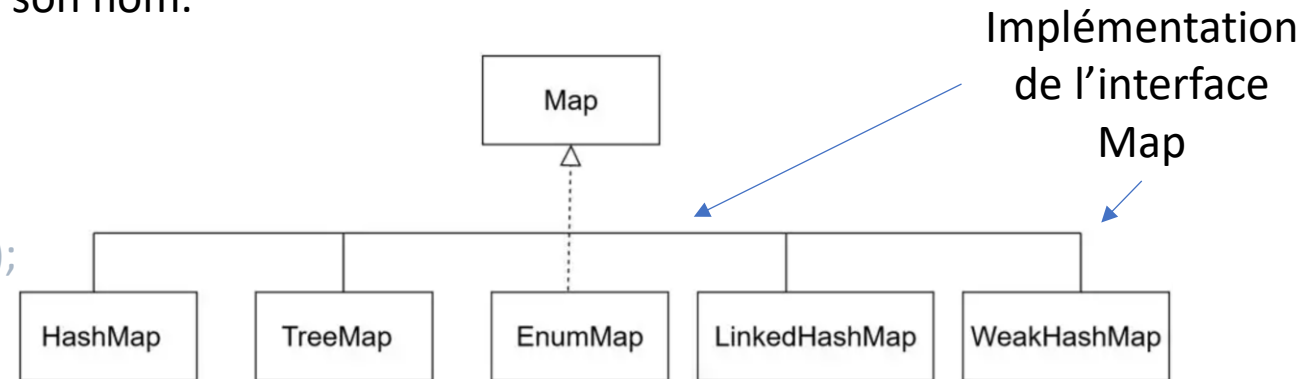 son nom.
Implémentation
de l’interface
Map
Map
);
HashMap
TreeMap
EnumMap
LinkedHashMap
WeakHashMap